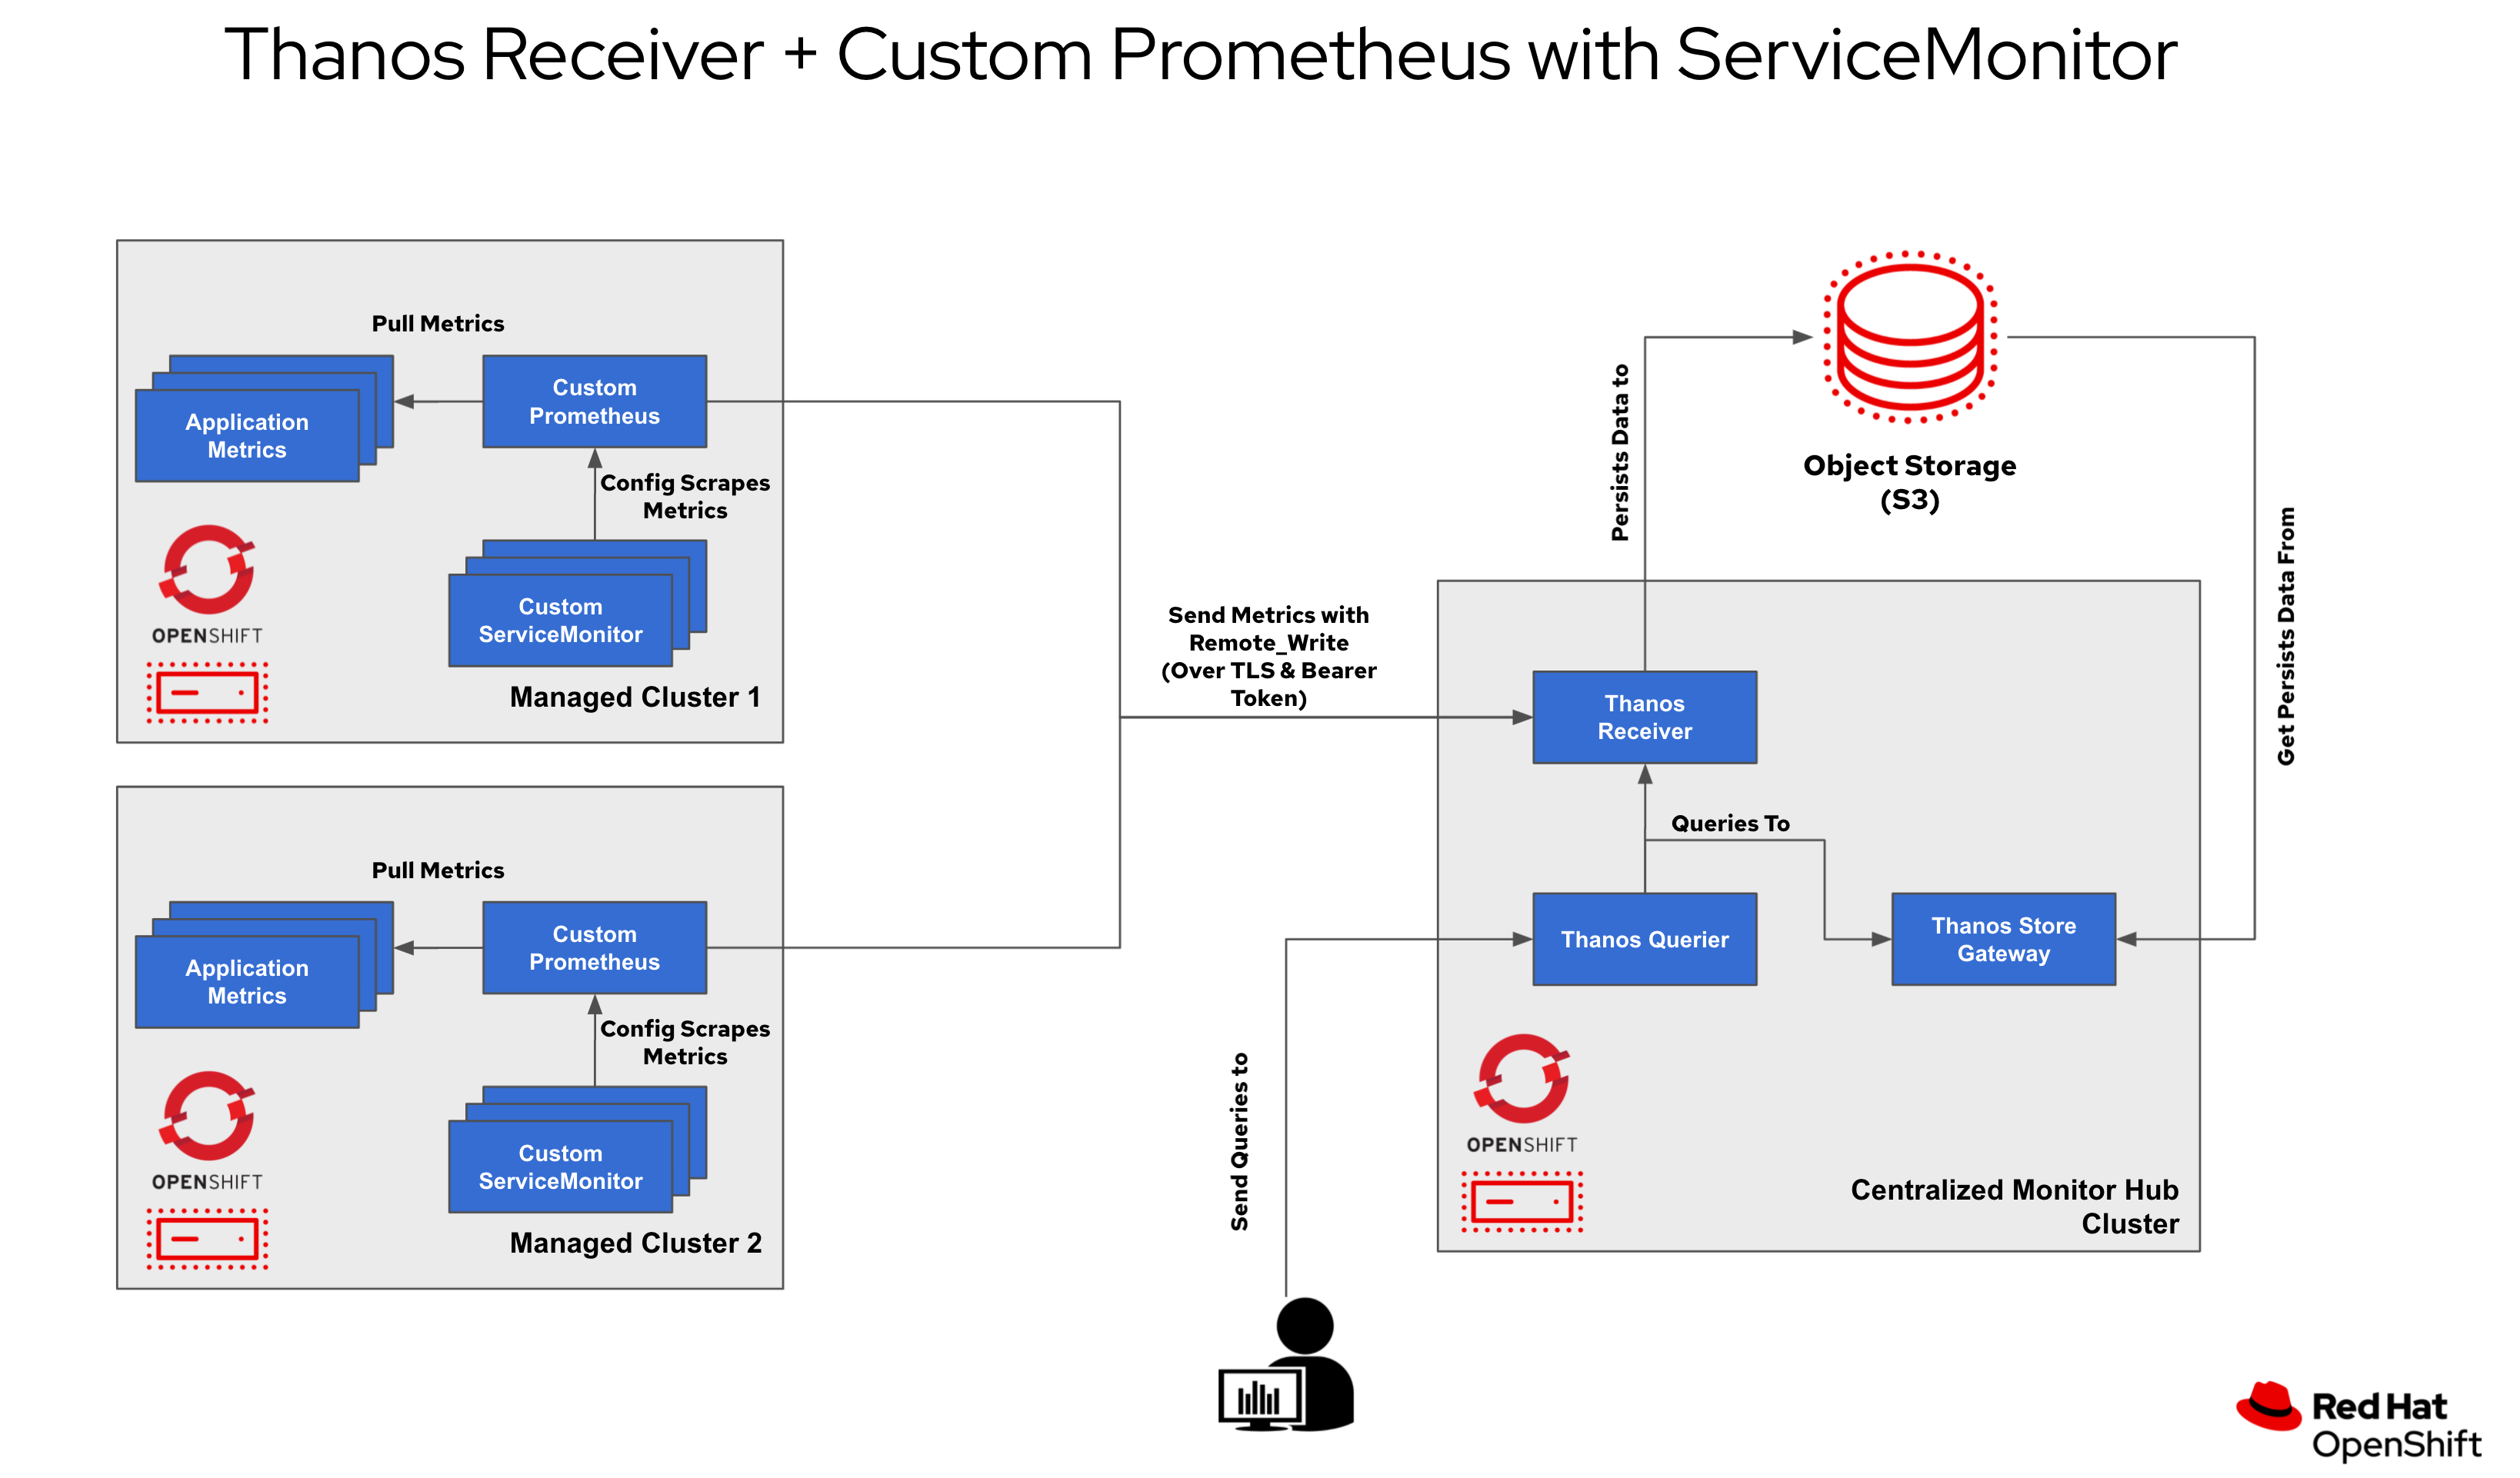 Thanos Receiver + Custom Prometheus with ServiceMonitor
Pull Metrics
Application
Metrics
Custom
Prometheus
Config Scrapes
Metrics
Custom
ServiceMonitor
OPENSHIFT
Managed Cluster 1
Pull Metrics
Application
Metrics
Custom
Prometheus
Config Scrapes
Metrics
Custom
ServiceMonitor
OPENSHIFT
Managed Cluster 2
Send Metrics with
Remote_Write
(Over TLS & Bearer
Token)
Persists Data to
Object Storage
(S3)
Get Persists Data From
Thanos
Receiver
Queries To
Thanos Querier
Thanos Store
Gateway
OPENSHIFT
Centralized Monitor Hub
Cluster
Send Queries to
Red Hat
OpenShift